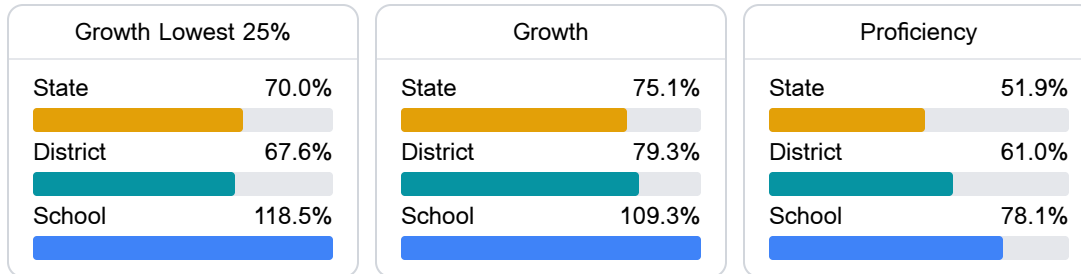 Growth Lowest 25%
State 70.0%
District 67.6%
School 118.5%
Growth
State 75.1%
District 79.3%
School 109.3%
Proficiency
State 51.9%
District 61.0%
School 78.1%